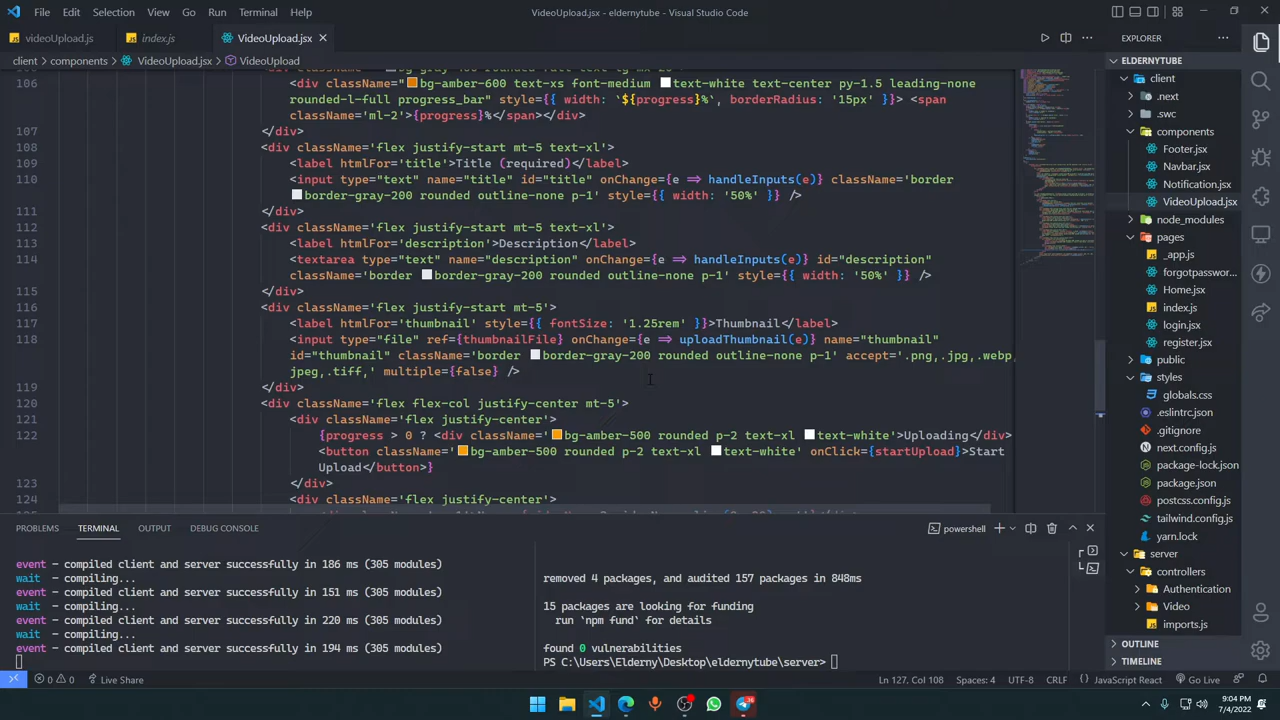 File Edit Selection View Go Run Terminal Help
VideoUpload.jsx - eldernytube - Visual Studio Code
videoUpload.js index.js VideoUpload.jsx
client > components > VideoUpload.jsx > VideoUpload
106 <div className="bg-amber-600 text-xs font-medium text-white text-center py-1.5 leading-none
rounded-l-full progress_bar" style={{ width: `${progress}%`, borderRadius: '15px' }}> <span
107 </div>
108 <div className='flex justify-start mt-5 text-xl'>
109 <label htmlFor='title'>Title (required)</label>
110 <input type="text" name="title" id="title" onChange={e => handleInputs(e)} className='border
border-gray-200 rounded outline-none p-1' style={{ width: '50%' }}
111 </div>
112 <div className='flex justify-start mt-5 text-xl'>
113 <label htmlFor='description'>Description</label>
114 <textarea type="text" name="description" onChange={e => handleInputs(e)} id="description"
className='border border-gray-200 rounded outline-none p-1' style={{ width: '50%' }} />
115 </div>
116 <div className='flex justify-start mt-5'>
117 <label htmlFor='thumbnail' style={{ fontSize: '1.25rem' }}>Thumbnail</label>
118 <input type="file" ref={thumbnailFile} onChange={e => uploadThumbnail(e)} name="thumbnail"
id="thumbnail" className='border border-gray-200 rounded outline-none p-1' accept='.png,.jpg,.webp,
jpeg,.tiff,' multiple={false} />
119 </div>
120 <div className='flex flex-col justify-center mt-5'>
121 <div className='flex justify-center'>
122 {progress > 0 ? <div className='bg-amber-500 rounded p-2 text-xl text-white'>Uploading</div>
<button className='bg-amber-500 rounded p-2 text-xl text-white' onClick={startUpload}>Start
Upload</button>}
123 </div>
124 <div className='flex justify-center'>
PROBLEMS TERMINAL OUTPUT DEBUG CONSOLE
powershell
event - compiled client and server successfully in 186 ms (305 modules)
wait - compiling...
event - compiled client and server successfully in 151 ms (305 modules)
wait - compiling...
event - compiled client and server successfully in 220 ms (305 modules)
wait - compiling...
event - compiled client and server successfully in 194 ms (305 modules)
removed 4 packages, and audited 157 packages in 848ms
15 packages are looking for funding
run `npm fund` for details
found 0 vulnerabilities
PS C:\Users\Elderny\Desktop\eldernytube\server>
EXPLORER
ELDERNYTUBE
client
.next
.swc
components
Footer.jsx
Navbar.jsx
Notification.jsx
VideoUpload.jsx
node_modules
pages
_app.js
forgotpasswor...
Home.jsx
index.js
login.jsx
register.jsx
public
styles
globals.css
.eslintrc.json
.gitignore
next.config.js
package-lock.json
package.json
postcss.config.js
tailwind.config.js
yarn.lock
server
controllers
Authentication
Video
imports.js
OUTLINE
TIMELINE
0 0 Live Share
Ln 127, Col 108 Spaces: 4 UTF-8 CRLF JavaScript React Go Live
36
9:04 PM
7/4/2022